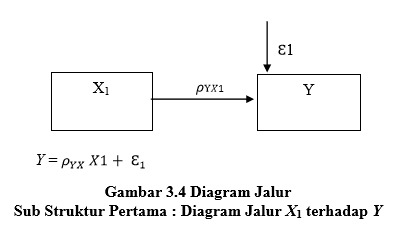 ε1
X₁ ρYX1 Y
Y = ρYX X1 + ε₁
Gambar 3.4 Diagram Jalur
Sub Struktur Pertama : Diagram Jalur X₁ terhadap Y